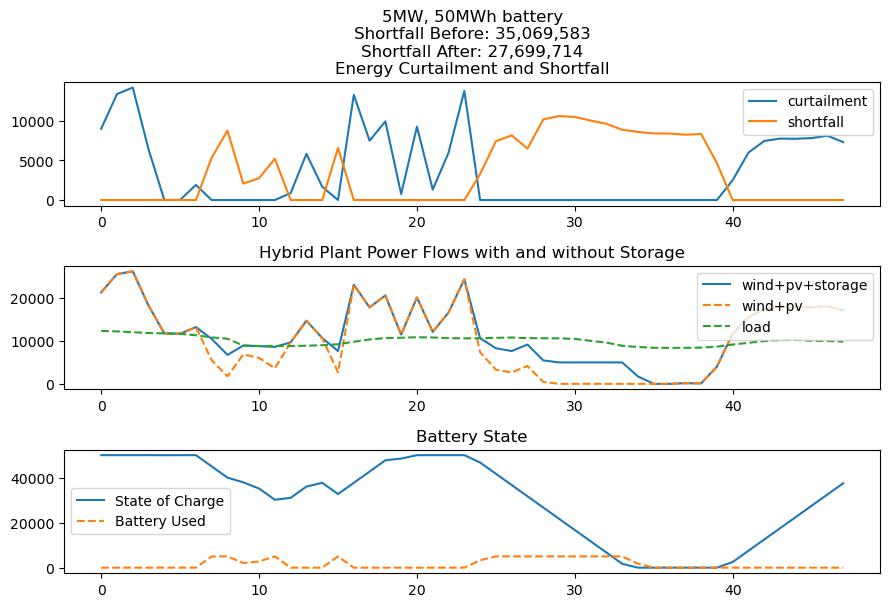 5MW, 50MWh battery
Shortfall Before: 35,069,583
Shortfall After: 27,699,714
Energy Curtailment and Shortfall
10000
5000
0
curtailment
shortfall
0 10 20 30 40
Hybrid Plant Power Flows with and without Storage
20000
10000
0
wind+pv+storage
wind+pv
load
0 10 20 30 40
Battery State
40000
20000
0
State of Charge
Battery Used
0 10 20 30 40